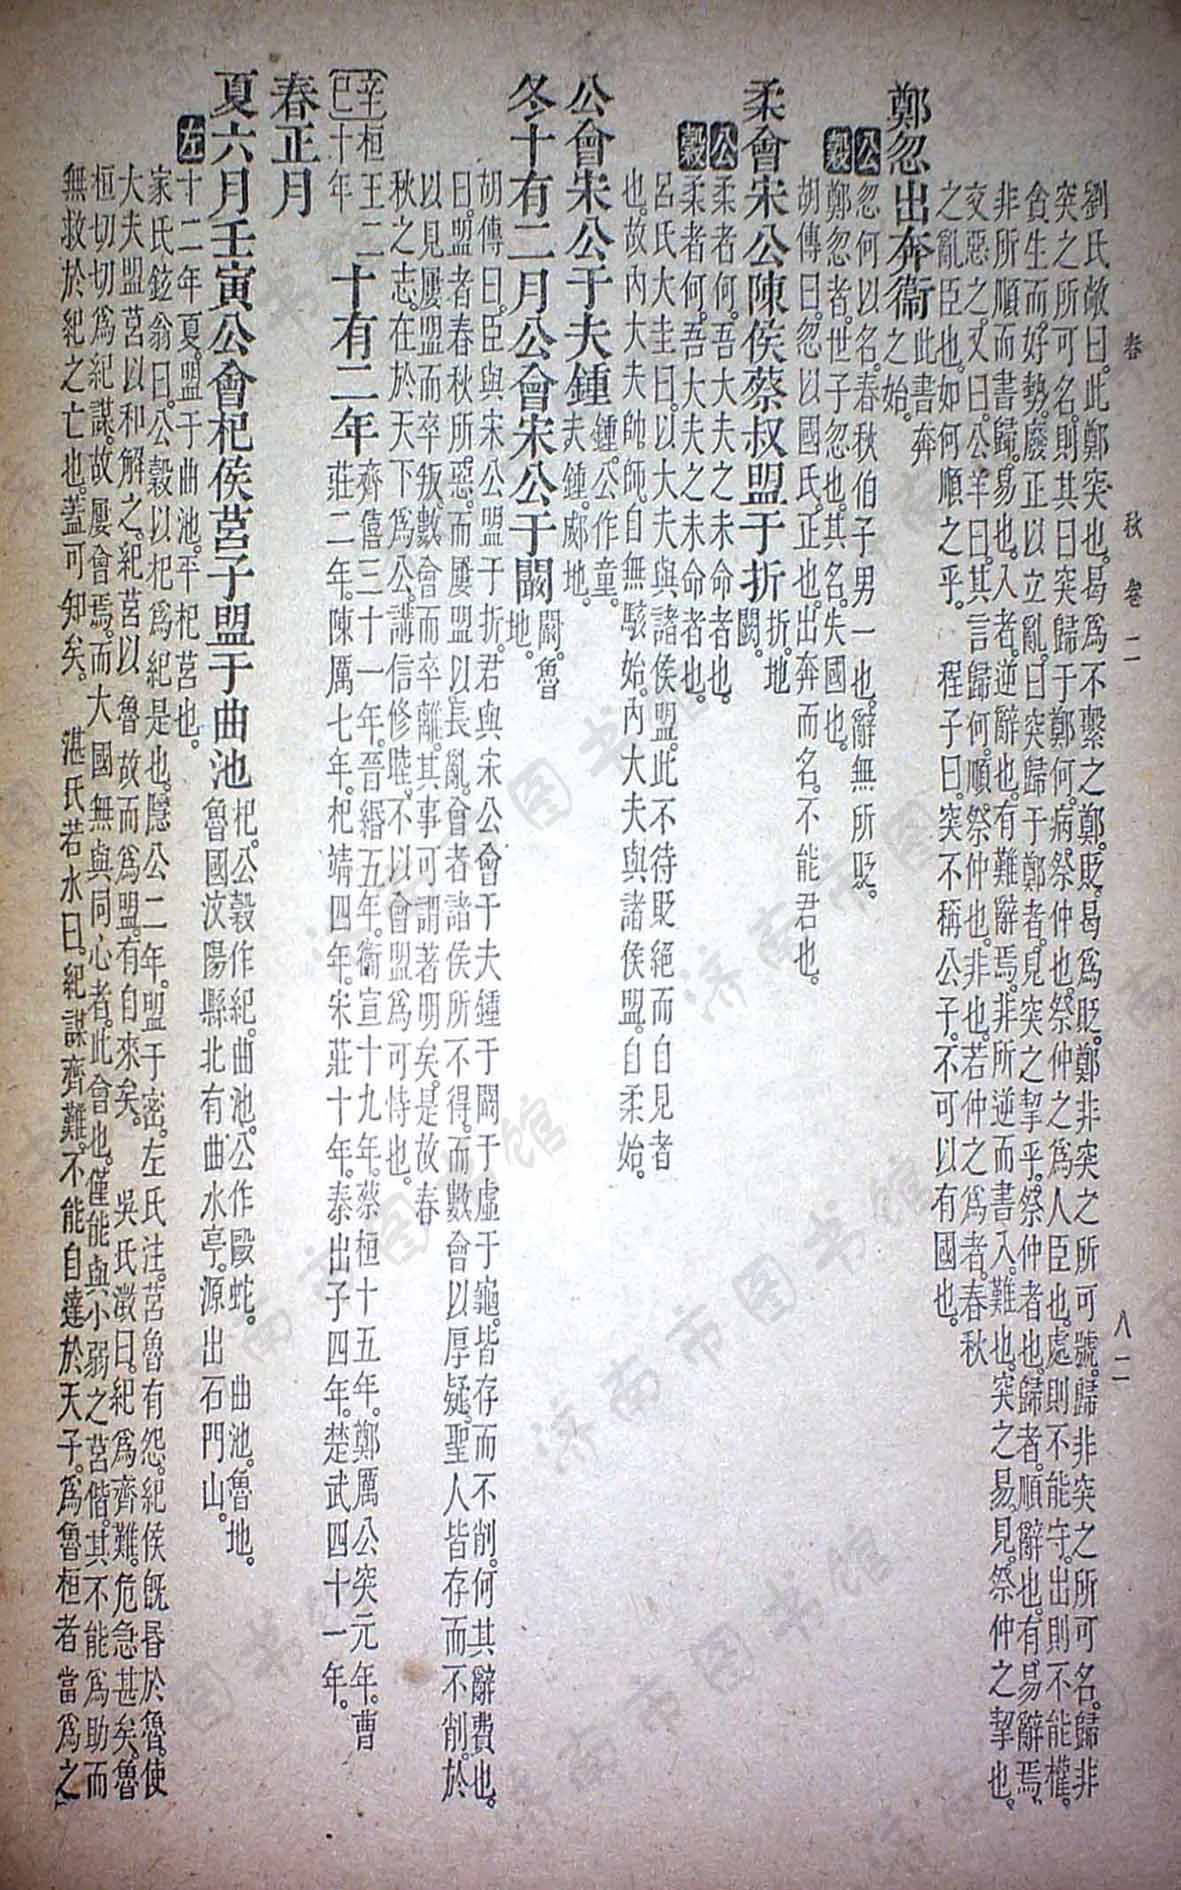 春秋 卷二 八二
劉氏敞曰。此鄭突也。曷爲不繫之鄭。貶。曷爲貶。鄭非突之所可號。歸非突之所可名。歸非
突之所可名。則其曰突歸于鄭何。病祭仲也。祭仲之爲人臣也。處則不能守。出則不能權。
貪生而好勢。廢正以立亂。曰突歸于鄭者。見突之挈乎祭仲者也。歸者。順辭也。有易辭焉。
非所順而書歸。易也。入者。逆辭也。有難辭焉。非所逆而書入。難也。突之易。見祭仲之挈也。
交惡之。又曰。公羊曰。其言歸何。順祭仲也。非也。若仲之爲者。春秋
之亂臣也。如何順之乎。 程子曰。突不稱公子。不可以有國也。
鄭忽出奔衞 此書奔
之始。
公 忽何以名。春秋伯子男一也。辭無所貶。
穀 鄭忽者。世子忽也。其名。失國也。
胡傳曰。忽以國氏。正也。出奔而名。不能君也。
柔會宋公陳侯蔡叔盟于折 折。地
闕。
公 柔者何。吾大夫之未命者也。
穀 柔者何。吾大夫之未命者也。
呂氏大圭曰。以大夫與諸侯盟。此不待貶絕而自見者
也。故內大夫帥師。自無駭始。內大夫與諸侯盟。自柔始。
公會宋公于夫鍾 鍾。公作童。
夫鍾。郕地。
冬十有二月公會宋公于闞 闞。魯
地。
胡傳曰。臣與宋公盟于折。君與宋公會于夫鍾于闞于虛于龜。皆存而不削。何其辭費也。
曰。盟者。春秋所惡。而屢盟以長亂。會者。諸侯所不得。而數會以厚疑。聖人皆存而不削。於
以見屢盟而卒叛。數會而卒離。其事可謂著明矣。是故春
秋之志。在於天下爲公。講信修睦。不以會盟爲可恃也。
〔辛巳〕桓王二十年 十有二年 齊僖三十一年。晉緡五年。衞宣十九年。蔡桓十五年。鄭厲公突元年。曹
莊二年。陳厲七年。杞靖四年。宋莊十年。秦出子四年。楚武四十一年。
春正月
夏六月壬寅公會杞侯莒子盟于曲池 杞。公穀作紀。曲池。公作毆蛇。 曲池。魯地。
魯國汶陽縣北有曲水亭。源出石門山。
左 十二年夏。盟于曲池。平杞莒也。
家氏鉉翁曰。公穀以杞爲紀是也。隱公二年。盟于密。左氏注。莒魯有怨。紀侯旣昏於魯。使
大夫盟莒以和解之。紀莒以魯故而爲盟。有自來矣。 吳氏澂曰。紀爲齊難。危急甚矣。魯
桓切切爲紀謀。故屢會焉。而大國無與同心者。此會也。僅能與小弱之莒偕。其不能爲助而
無救於紀之亡也。蓋可知矣。 湛氏若水曰。紀謀齊難。不能自達於天子。爲魯桓者。當爲之